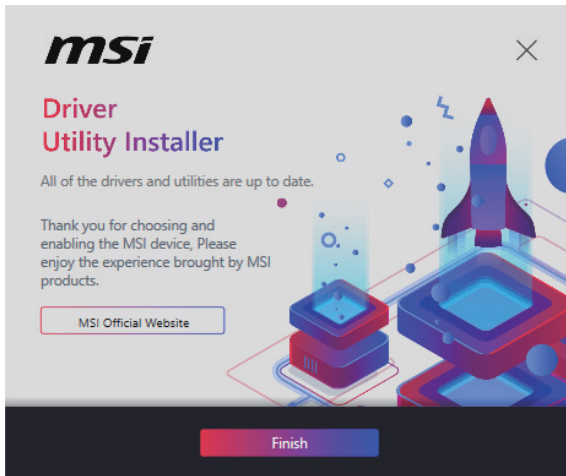 msi
Driver
Utility Installer
All of the drivers and utilities are up to date.
Thank you for choosing and
enabling the MSI device, Please
enjoy the experience brought by MSI
products.
MSI Official Website
Finish